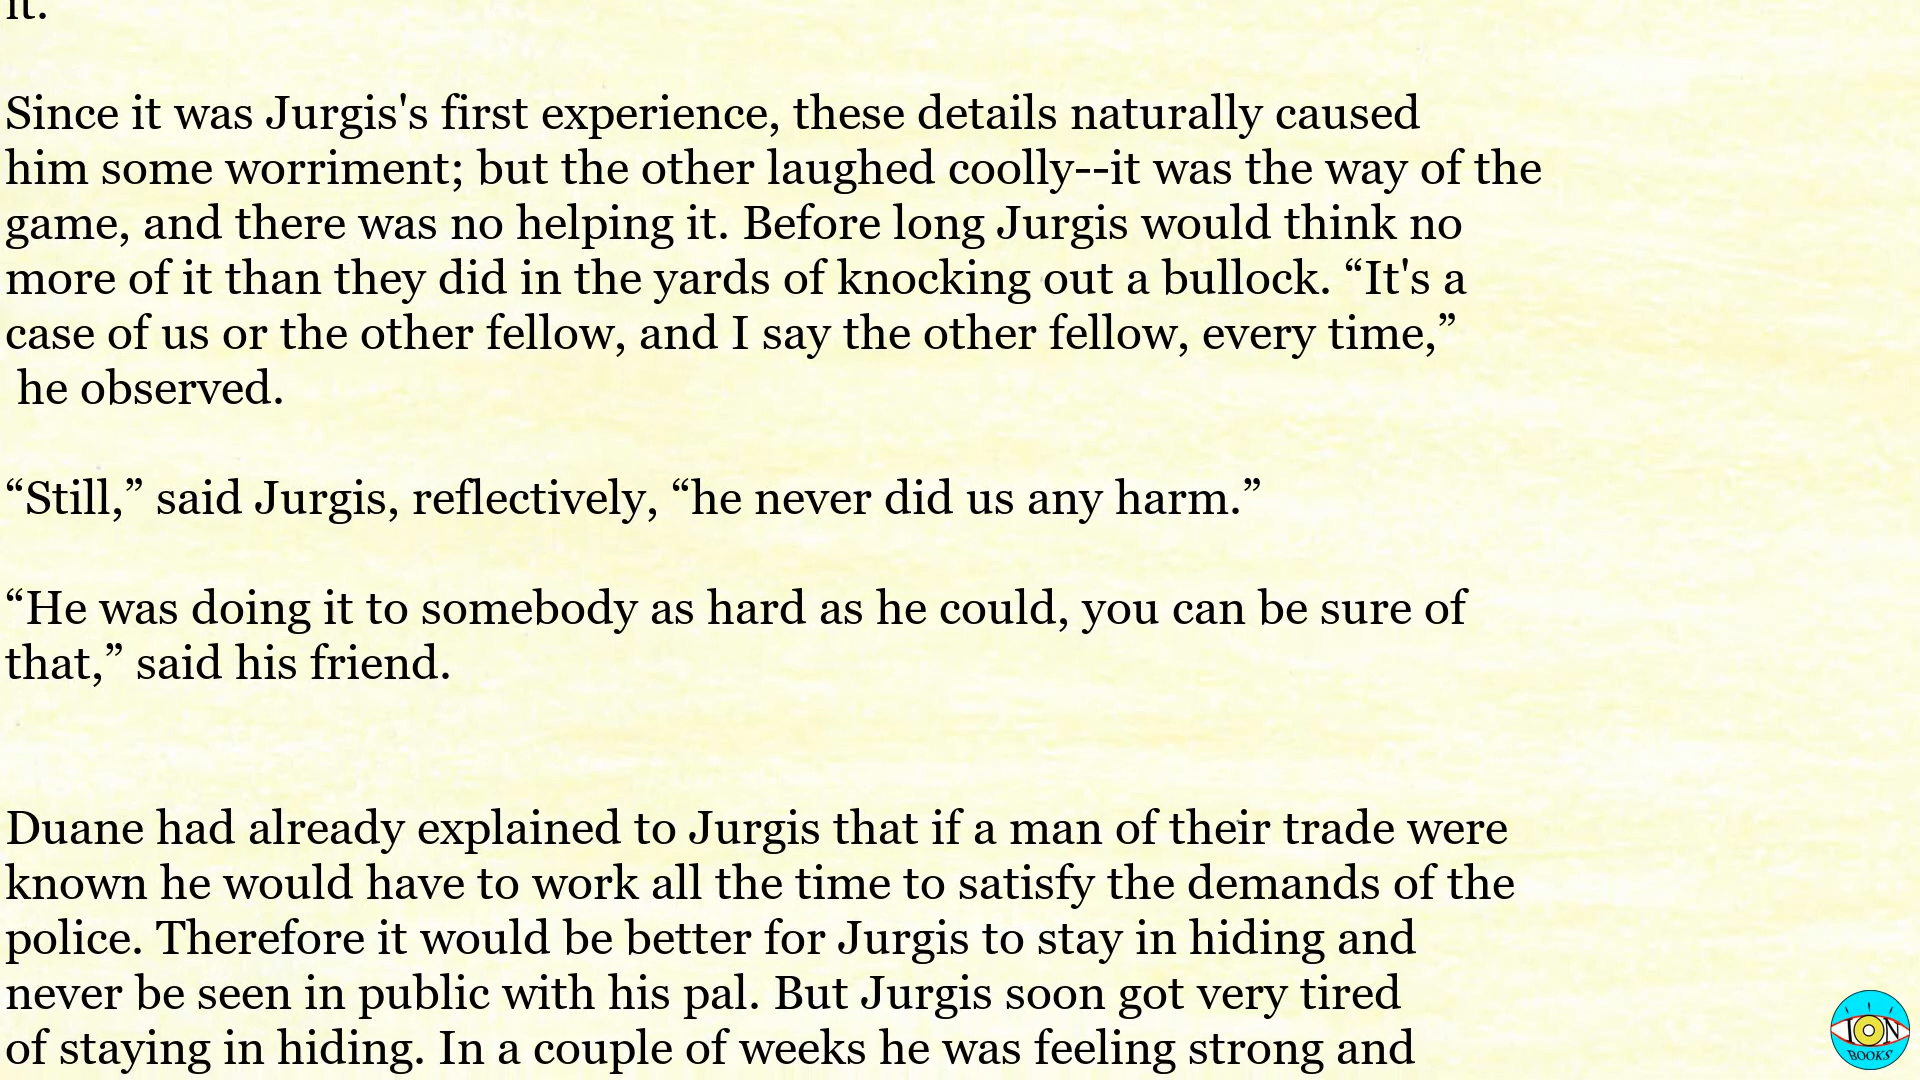 it.
Since it was Jurgis's first experience, these details naturally caused
him some worriment; but the other laughed coolly--it was the way of the
game, and there was no helping it. Before long Jurgis would think no
more of it than they did in the yards of knocking out a bullock. “It's a
case of us or the other fellow, and I say the other fellow, every time,”
he observed.
“Still,” said Jurgis, reflectively, “he never did us any harm.”
“He was doing it to somebody as hard as he could, you can be sure of
that,” said his friend.
Duane had already explained to Jurgis that if a man of their trade were
known he would have to work all the time to satisfy the demands of the
police. Therefore it would be better for Jurgis to stay in hiding and
never be seen in public with his pal. But Jurgis soon got very tired
of staying in hiding. In a couple of weeks he was feeling strong and
ION
BOOKS